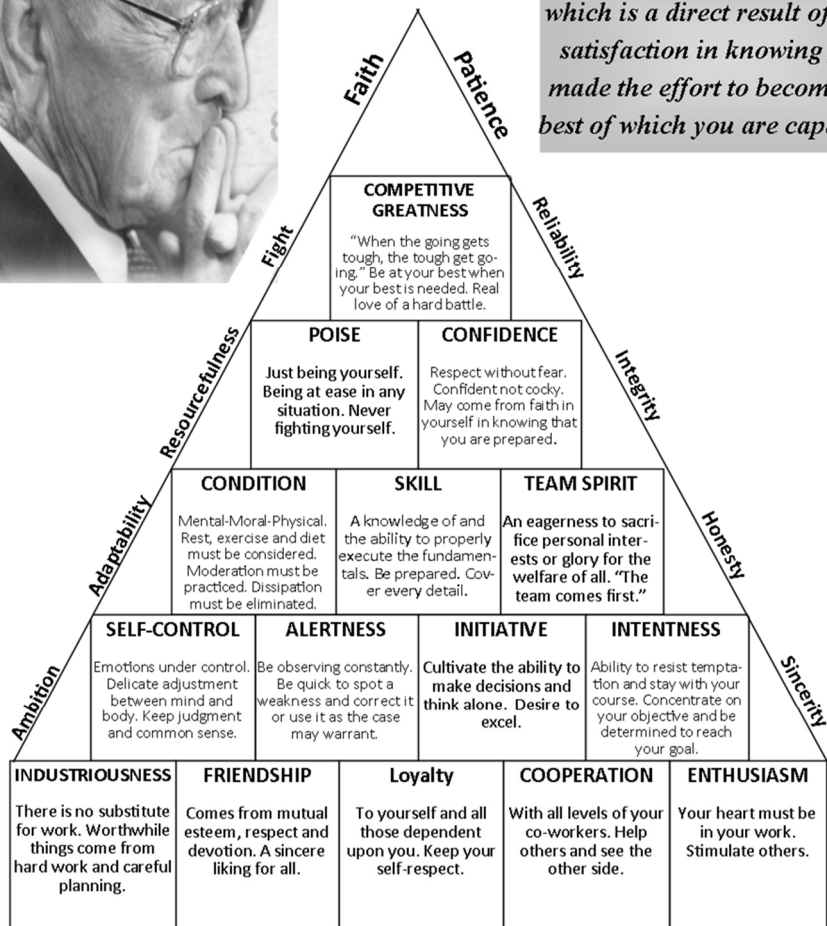 which is a direct result of
satisfaction in knowing
made the effort to becom
best of which you are cap
Faith
Patience
COMPETITIVE
GREATNESS
“When the going gets
tough, the tough get go-
ing.” Be at your best when
your best is needed. Real
love of a hard battle.
Fight
Reliability
POISE
Just being yourself.
Being at ease in any
situation. Never
fighting yourself.
CONFIDENCE
Respect without fear.
Confident not cocky.
May come from faith in
yourself in knowing that
you are prepared.
Resourcefulness
Integrity
CONDITION
Mental-Moral-Physical.
Rest, exercise and diet
must be considered.
Moderation must be
practiced. Dissipation
must be eliminated.
SKILL
A knowledge of and
the ability to properly
execute the fundamen-
tals. Be prepared. Cov-
er every detail.
TEAM SPIRIT
An eagerness to sacri-
fice personal inter-
ests or glory for the
welfare of all. “The
team comes first.”
Adaptability
Honesty
SELF-CONTROL
Emotions under control.
Delicate adjustment
between mind and
body. Keep judgment
and common sense.
ALERTNESS
Be observing constantly.
Be quick to spot a
weakness and correct it
or use it as the case
may warrant.
INITIATIVE
Cultivate the ability to
make decisions and
think alone. Desire to
excel.
INTENTNESS
Ability to resist tempta-
tion and stay with your
course. Concentrate on
your objective and be
determined to reach
your goal.
Ambition
Sincerity
INDUSTRIOUSNESS
There is no substitute
for work. Worthwhile
things come from
hard work and careful
planning.
FRIENDSHIP
Comes from mutual
esteem, respect and
devotion. A sincere
liking for all.
Loyalty
To yourself and all
those dependent
upon you. Keep your
self-respect.
COOPERATION
With all levels of your
co-workers. Help
others and see the
other side.
ENTHUSIASM
Your heart must be
in your work.
Stimulate others.